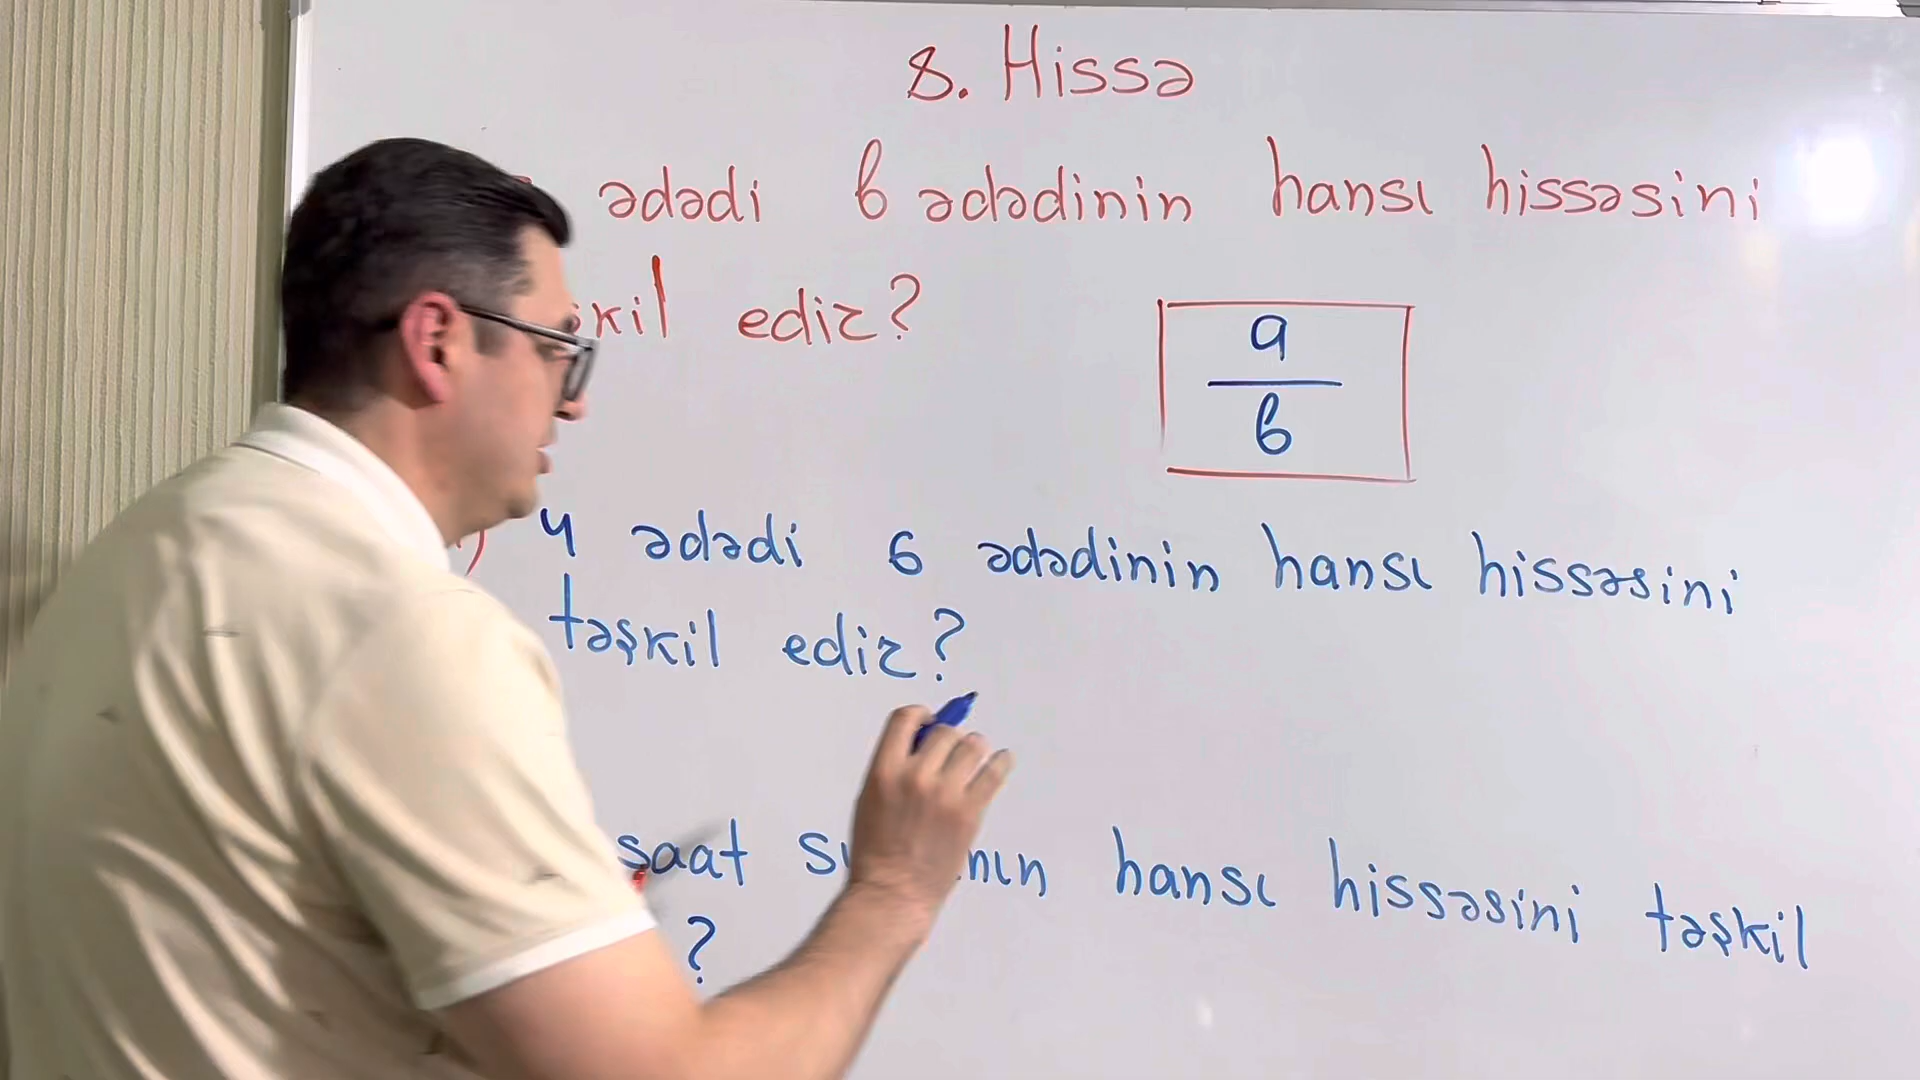 8. Hissə
ədədi b ədədinin hansı hissəsini
edir?
a
b
4 ədədi 6 ədədinin hansı hissəsini
təşkil edir?
saat hansı hissəsini təşkil
?